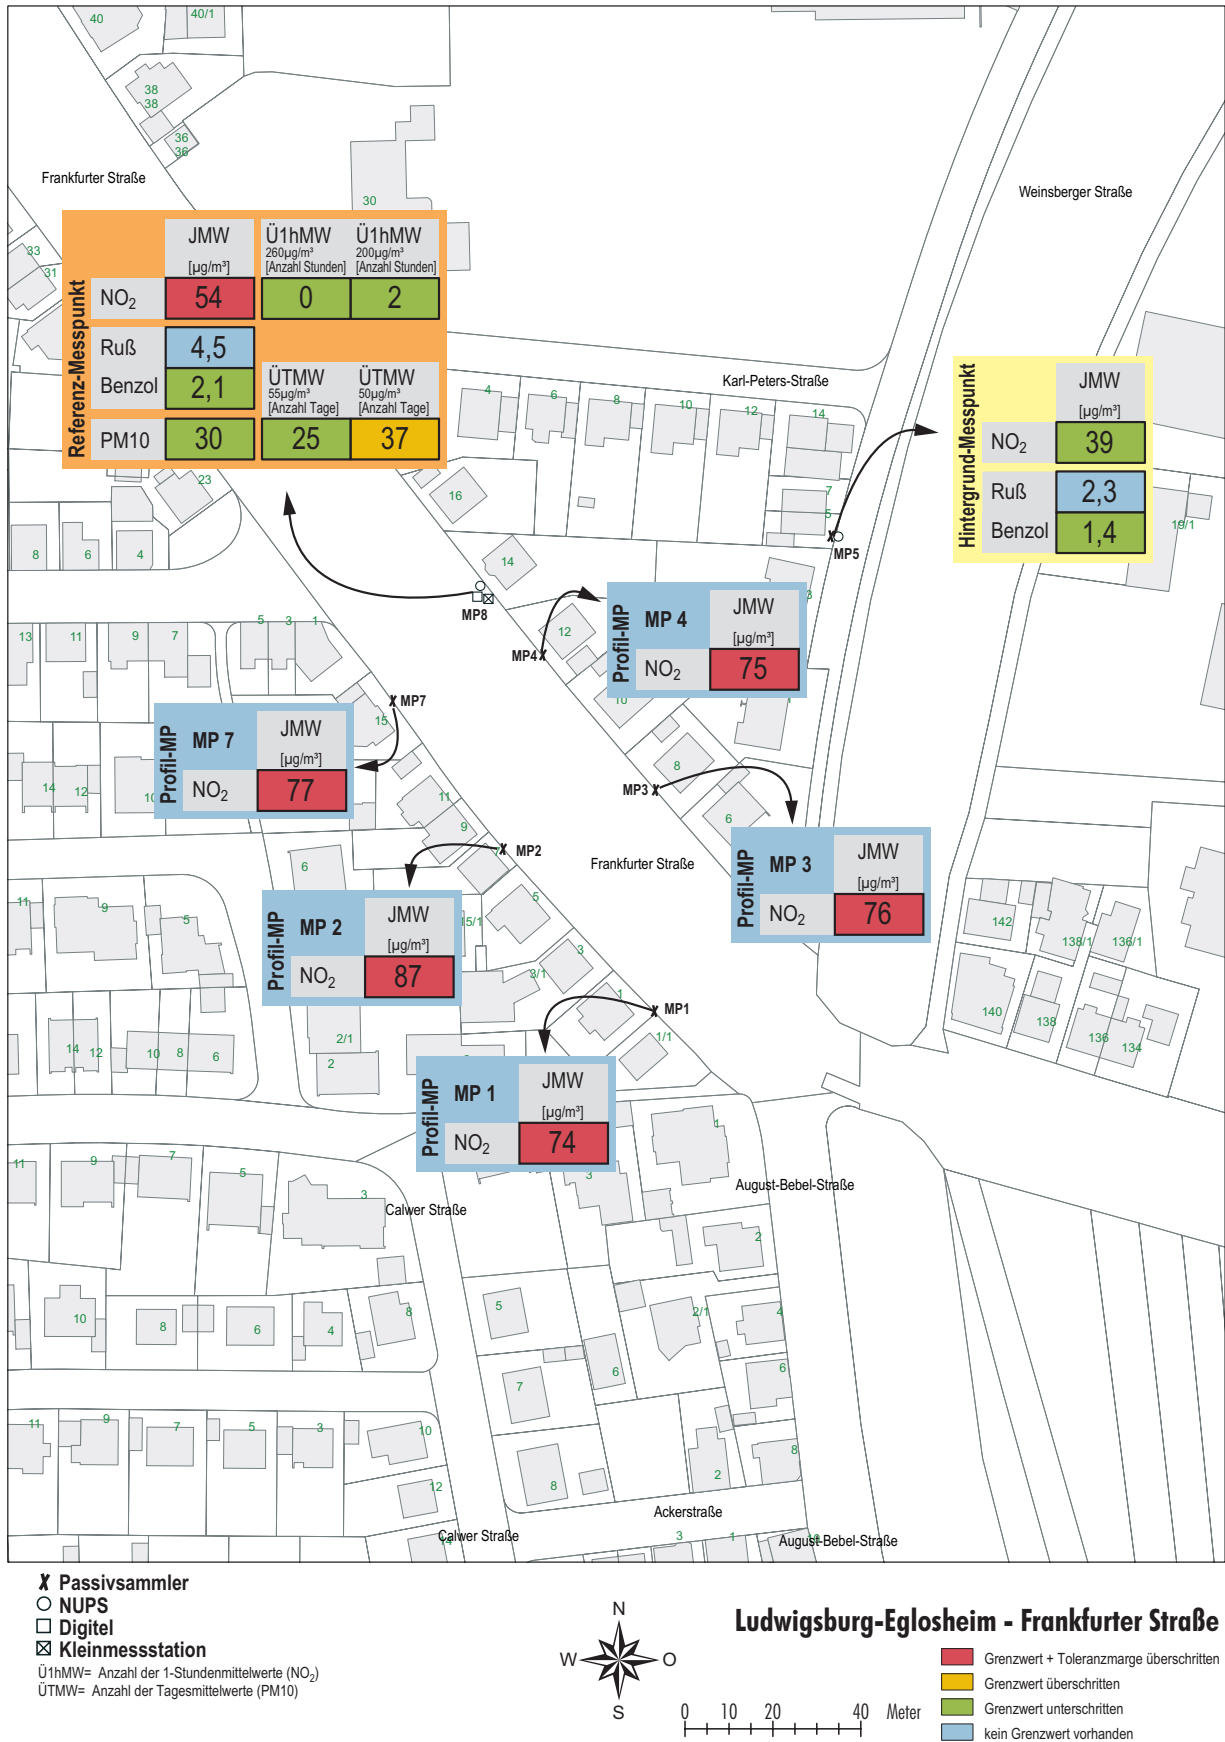 40
40/1
38
38
36
36
Frankfurter Straße
30
Weinsberger Straße
33
31
Referenz-Messpunkt
JMW
[µg/m³]
Ü1hMW
260µg/m³
[Anzahl Stunden]
Ü1hMW
200µg/m³
[Anzahl Stunden]
NO₂ 54 0 2
Ruß 4,5
Benzol 2,1
ÜTMW
55µg/m³
[Anzahl Tage]
ÜTMW
50µg/m³
[Anzahl Tage]
PM10 30 25 37
Karl-Peters-Straße
4 6 8 10 12 14
Hintergrund-Messpunkt
JMW
[µg/m³]
NO₂ 39
Ruß 2,3
Benzol 1,4
19/1
23
16
7
5
MP5
8 6 4
14
3
MP8
12
MP4
10
Profil-MP
MP 4
JMW
[µg/m³]
NO₂ 75
13 11 9 7 5 3 1
MP7
15
Profil-MP
MP 7
JMW
[µg/m³]
NO₂ 77
14 12 10
8
MP3
6
11
9
7
MP2
Frankfurter Straße
Profil-MP
MP 3
JMW
[µg/m³]
NO₂ 76
6
Profil-MP
MP 2
JMW
[µg/m³]
NO₂ 87
15/1
5
3
3/1
1
MP1
1/1
11 9 5
142
138/1
136/1
140
138
136
134
14 12 10 8 6
2/1
2
Profil-MP
MP 1
JMW
[µg/m³]
NO₂ 74
1
3
August-Bebel-Straße
11 9 7 5 3
Calwer Straße
2
10 8 6 4 8
5
2/1
4
7
6
6
11 9 7 5 3 10
8
2
8
12
Ackerstraße
Calwer Straße
14
3
1
August-Bebel-Straße
10
Passivsammler
NUPS
Digitel
Kleinmessstation
Ü1hMW= Anzahl der 1-Stundenmittelwerte (NO₂)
ÜTMW= Anzahl der Tagesmittelwerte (PM10)
N
W
O
S
0 10 20 40 Meter
Ludwigsburg-Eglosheim - Frankfurter Straße
Grenzwert + Toleranzmarge überschritten
Grenzwert überschritten
Grenzwert unterschritten
kein Grenzwert vorhanden